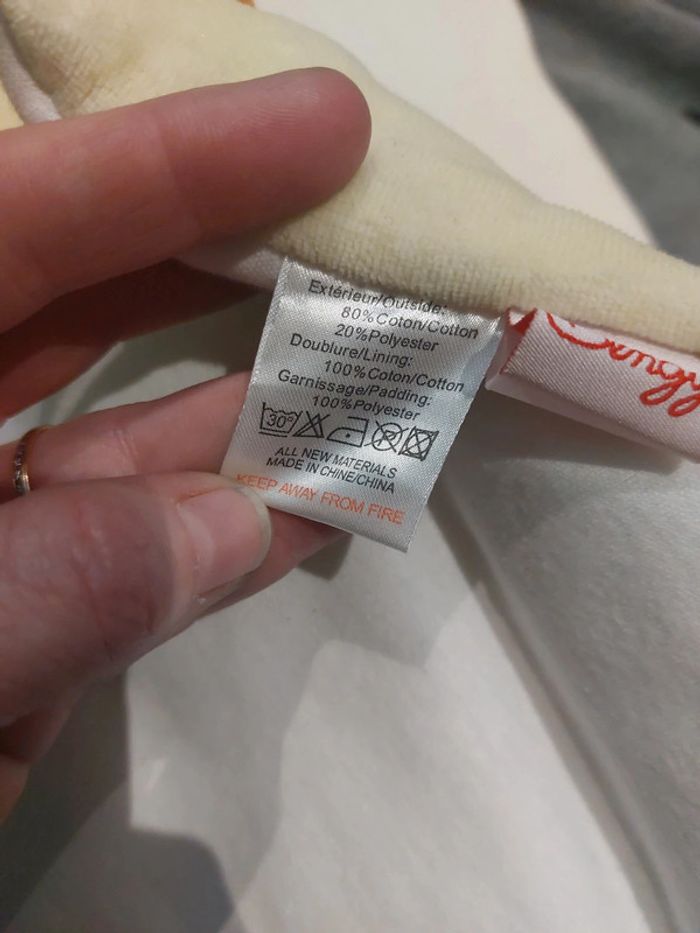 Extérieur/Outside:
80%Coton/Cotton
20%Polyester
Doublure/Lining:
100%Coton/Cotton
Garnissage/Padding:
100%Polyester
30°
P
ALL NEW MATERIALS
MADE IN CHINE/CHINA
KEEP AWAY FROM FIRE